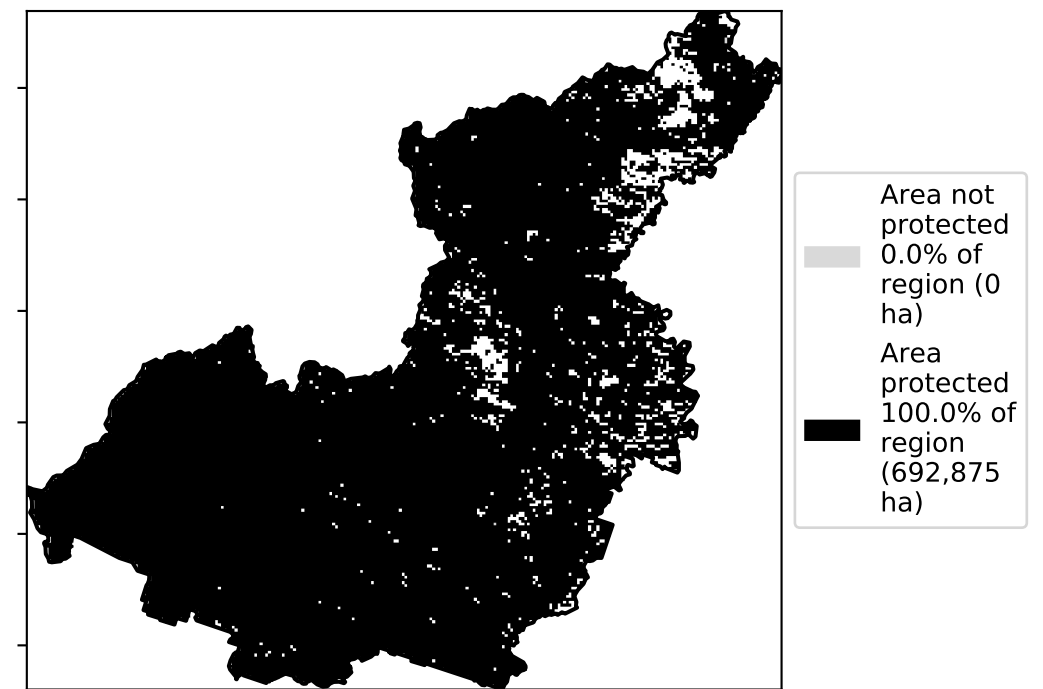 Area not
protected
0.0% of
region (0
ha)
Area
protected
100.0% of
region
(692,875
ha)